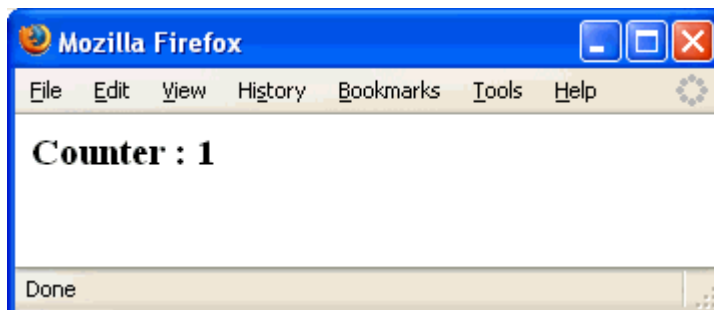 Mozilla Firefox
File Edit View History Bookmarks Tools Help
Counter : 1
Done